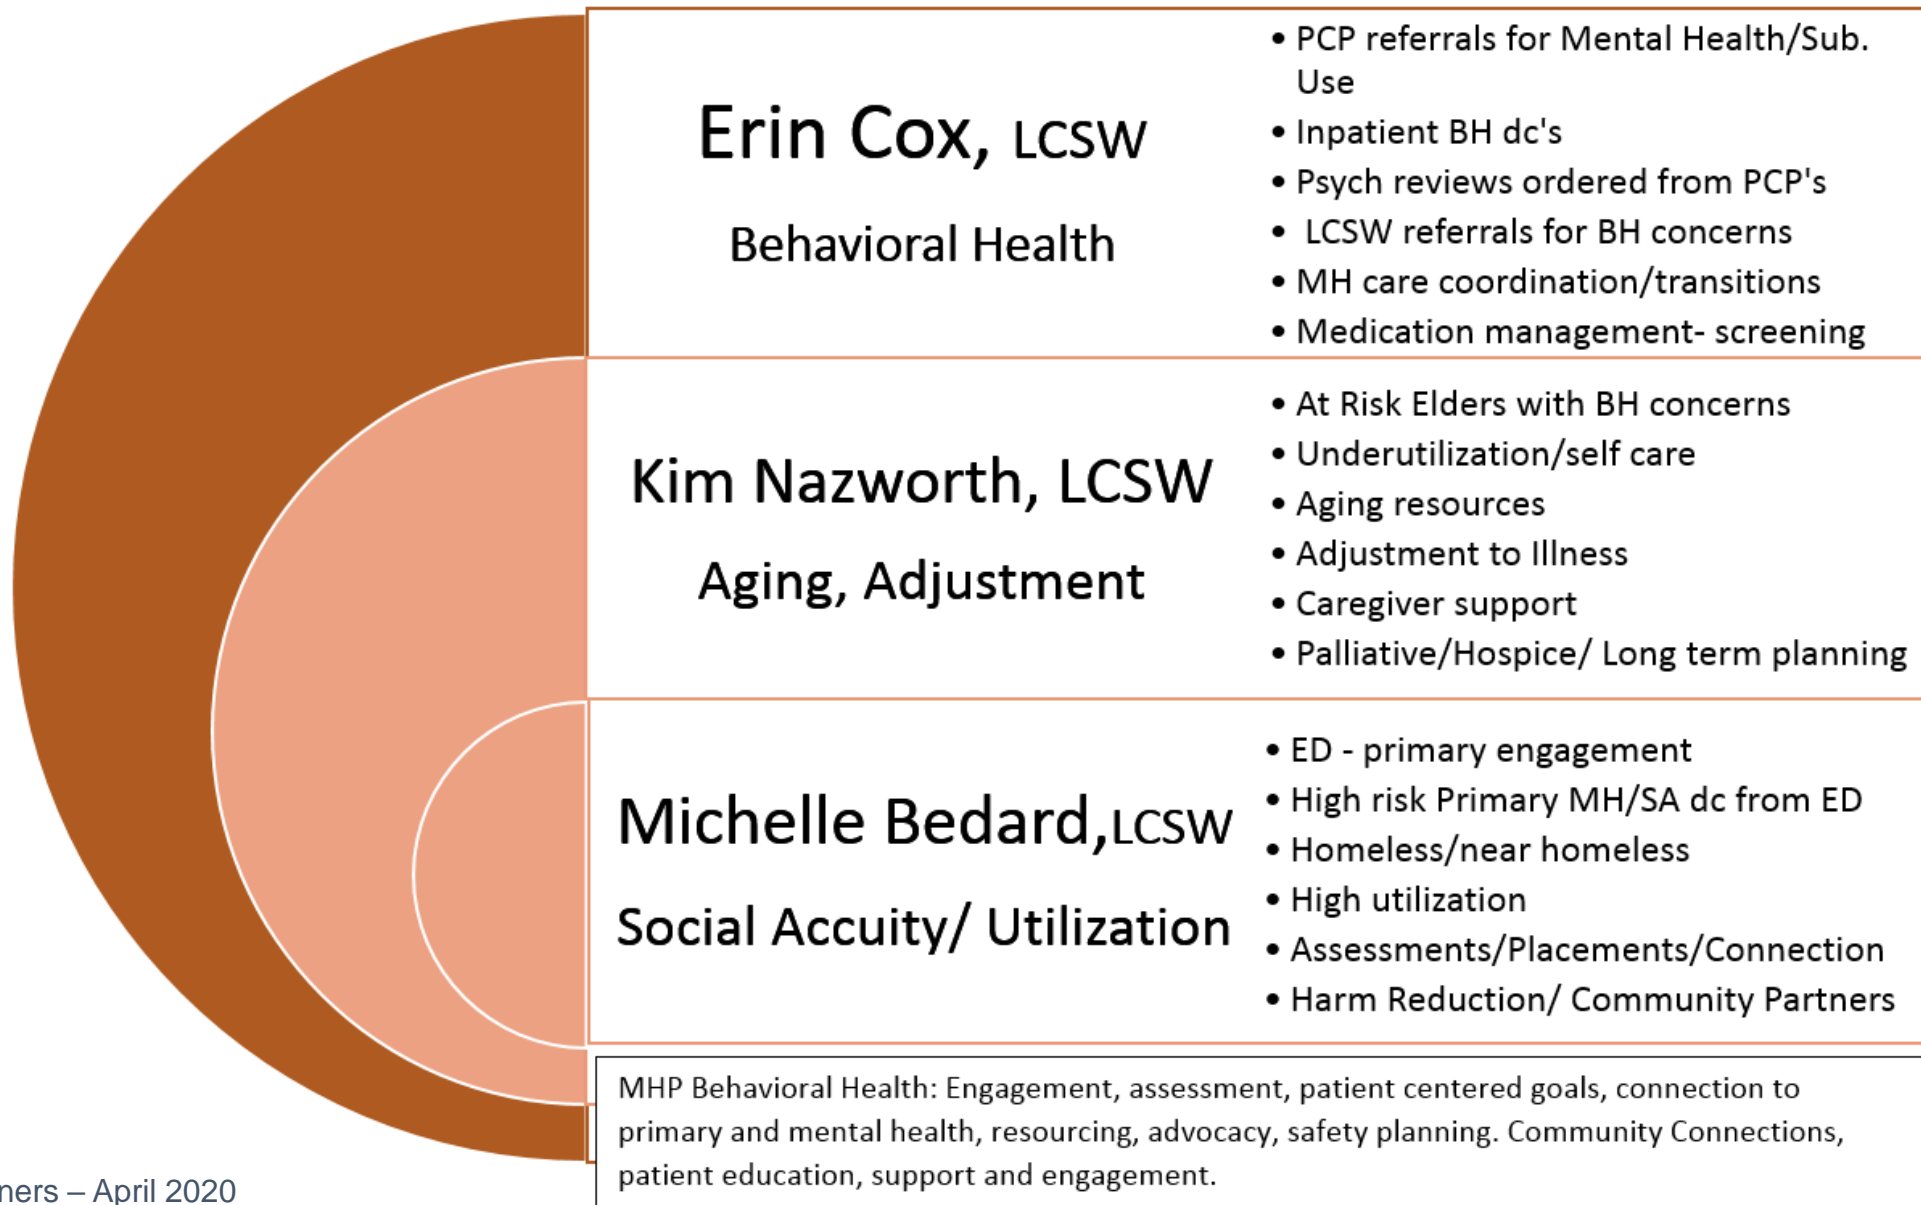 Erin Cox, LCSW
Behavioral Health
• PCP referrals for Mental Health/Sub.
Use
• Inpatient BH dc's
• Psych reviews ordered from PCP's
• LCSW referrals for BH concerns
• MH care coordination/transitions
• Medication management- screening
Kim Nazworth, LCSW
Aging, Adjustment
• At Risk Elders with BH concerns
• Underutilization/self care
• Aging resources
• Adjustment to Illness
• Caregiver support
• Palliative/Hospice/ Long term planning
Michelle Bedard,LCSW
Social Accuity/ Utilization
• ED - primary engagement
• High risk Primary MH/SA dc from ED
• Homeless/near homeless
• High utilization
• Assessments/Placements/Connection
• Harm Reduction/ Community Partners
MHP Behavioral Health: Engagement, assessment, patient centered goals, connection to
primary and mental health, resourcing, advocacy, safety planning. Community Connections,
patient education, support and engagement.
ners – April 2020